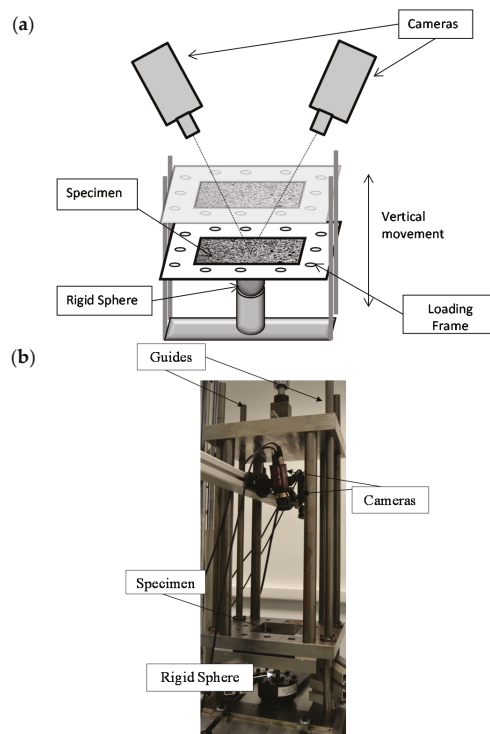 (a)
Cameras
Specimen
Vertical
movement
Rigid Sphere
Loading
Frame
(b)
Guides
Cameras
Specimen
Rigid Sphere